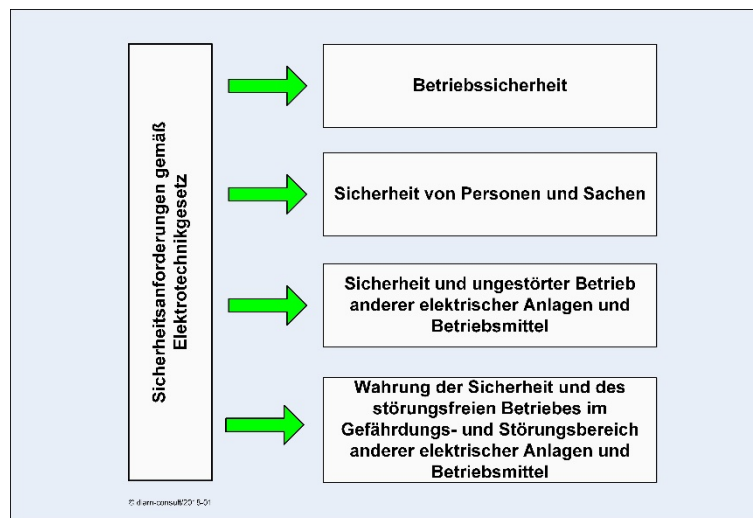 Sicherheitsanforderungen gemäß
Elektrotechnikgesetz
Betriebssicherheit
Sicherheit von Personen und Sachen
Sicherheit und ungestörter Betrieb
anderer elektrischer Anlagen und
Betriebsmittel
Wahrung der Sicherheit und des
störungsfreien Betriebes im
Gefährdungs- und Störungsbereich
anderer elektrischer Anlagen und
Betriebsmittel